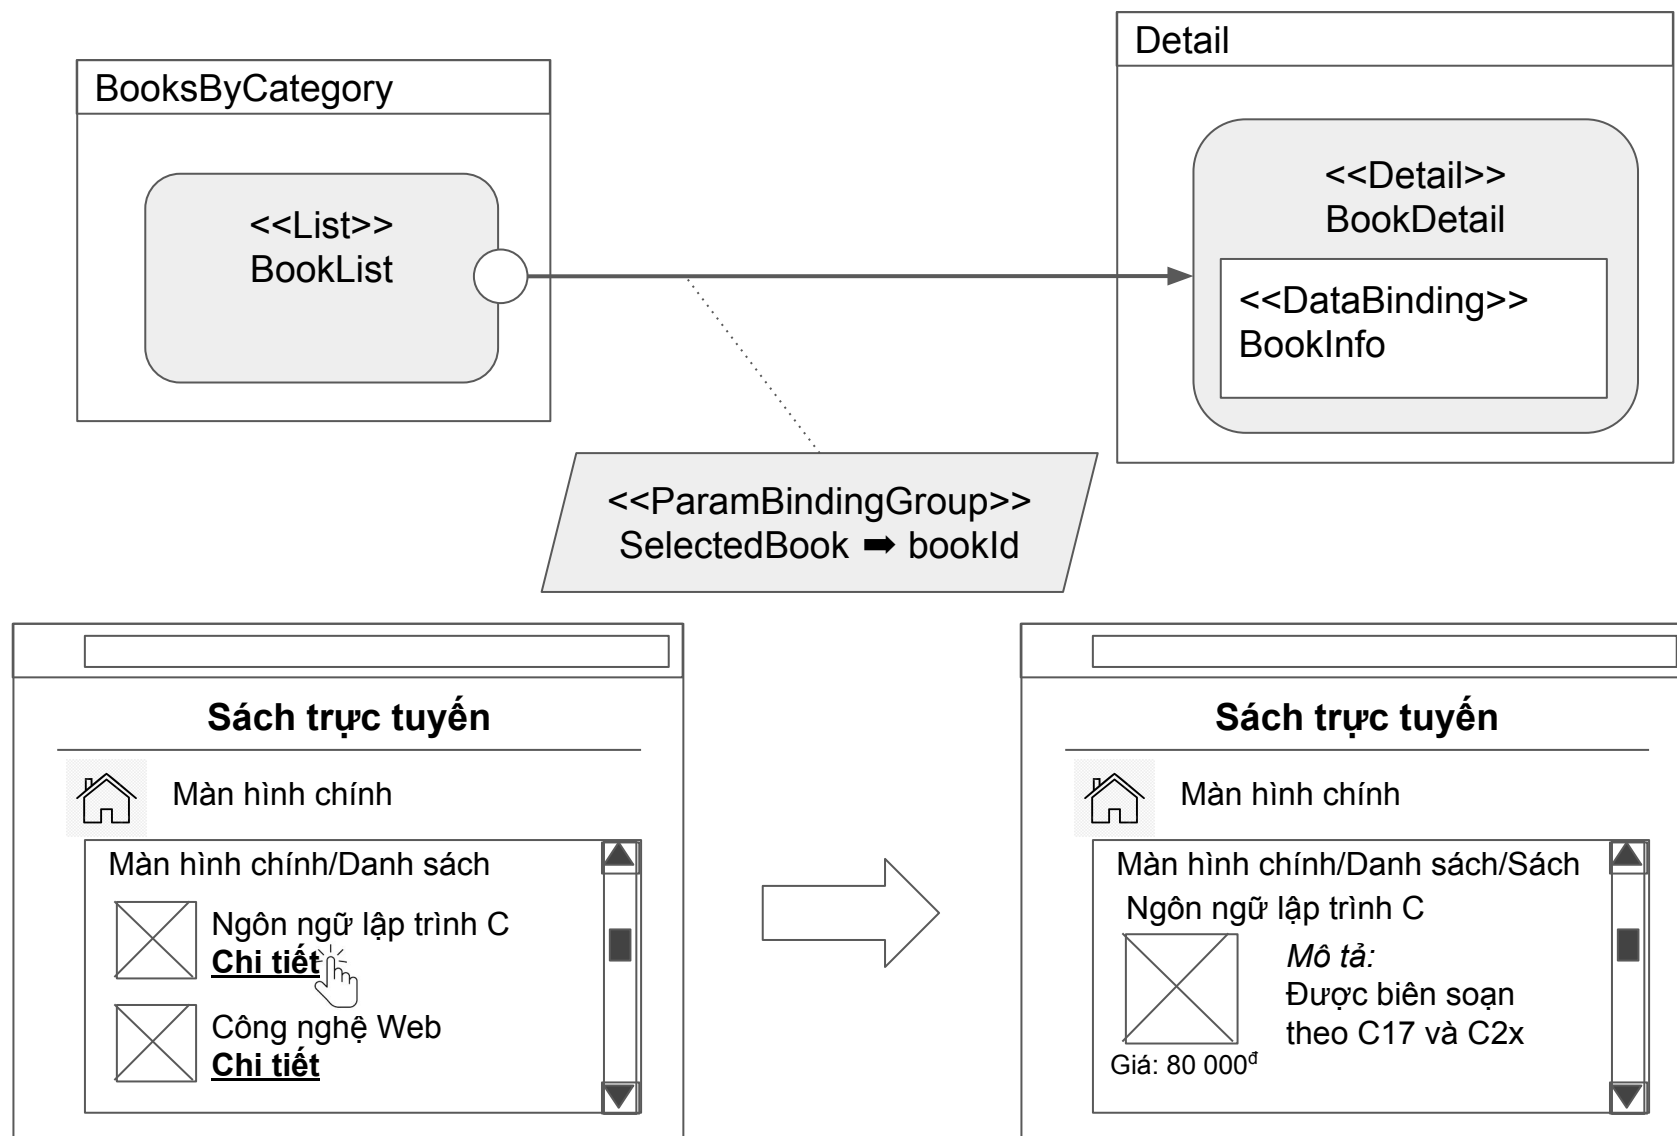 BooksByCategory
<<List>>
BookList
Detail
<<Detail>>
BookDetail
<<DataBinding>>
BookInfo
<<ParamBindingGroup>>
SelectedBook ➡ bookId
Sách trực tuyến
Màn hình chính
Màn hình chính/Danh sách
Ngôn ngữ lập trình C
Chi tiết
Công nghệ Web
Chi tiết
Sách trực tuyến
Màn hình chính
Màn hình chính/Danh sách/Sách
Ngôn ngữ lập trình C
Mô tả:
Được biên soạn
theo C17 và C2x
Giá: 80 000đ